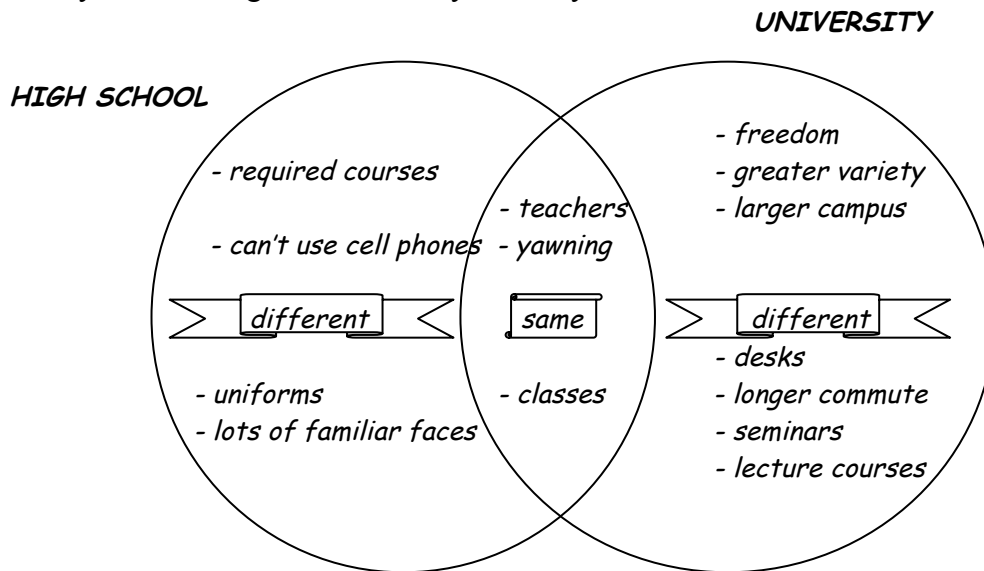 UNIVERSITY
HIGH SCHOOL
- required courses
- can't use cell phones
different
- uniforms
- lots of familiar faces
- teachers
- yawning
same
- classes
- freedom
- greater variety
- larger campus
different
- desks
- longer commute
- seminars
- lecture courses